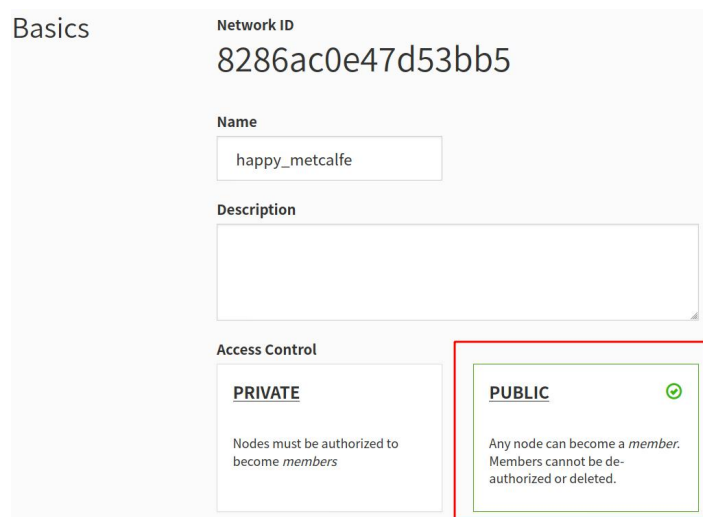 Basics
Network ID
8286ac0e47d53bb5
Name
happy_metcalfe
Description
Access Control
PRIVATE
Nodes must be authorized to
become members
PUBLIC
Any node can become a member.
Members cannot be de-
authorized or deleted.